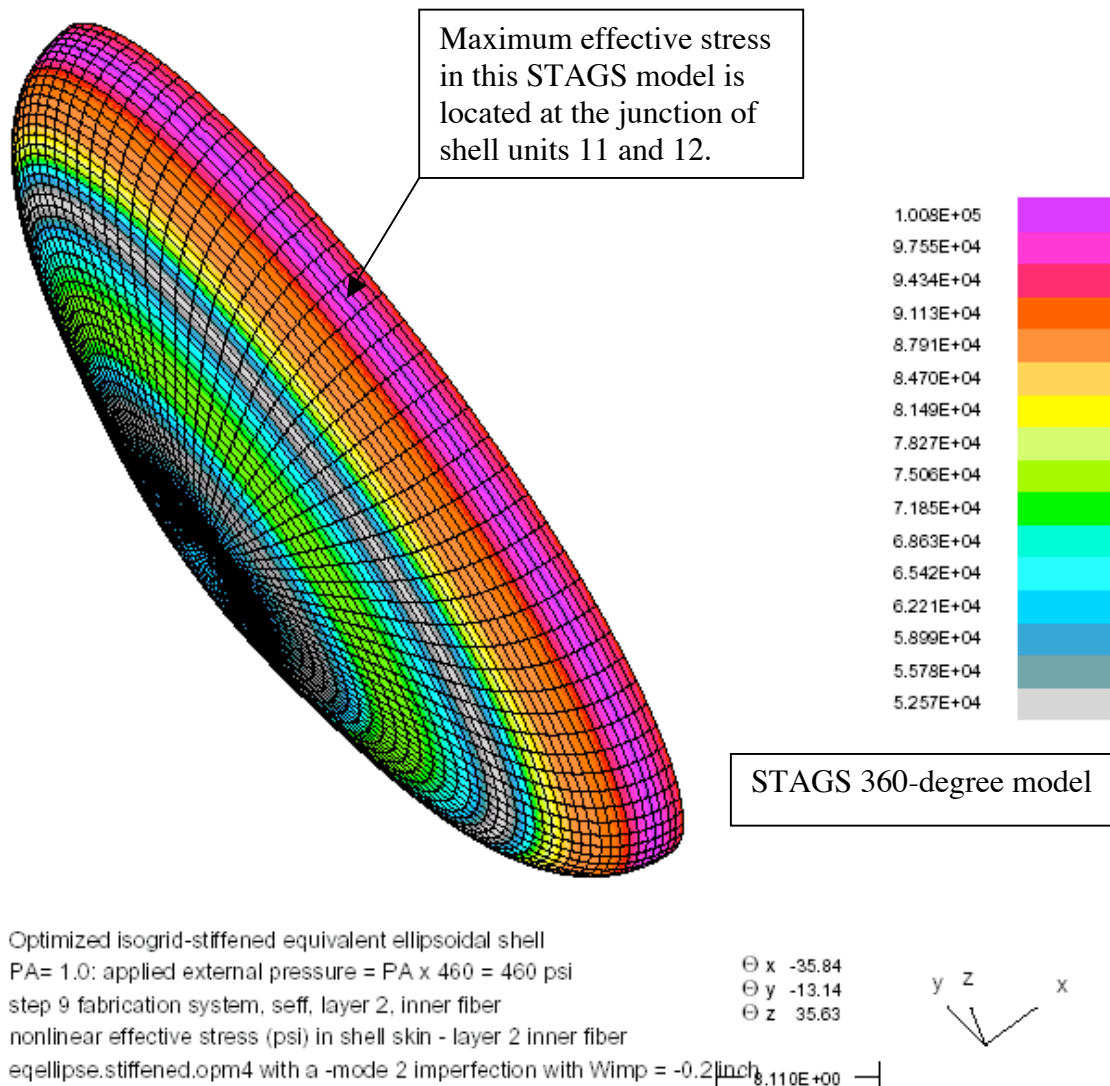 Maximum effective stress
in this STAGS model is
located at the junction of
shell units 11 and 12.
1.008E+05
9.755E+04
9.434E+04
9.113E+04
8.791E+04
8.470E+04
8.149E+04
7.827E+04
7.506E+04
7.185E+04
6.863E+04
6.542E+04
6.221E+04
5.899E+04
5.578E+04
5.257E+04
STAGS 360-degree model
Optimized isogrid-stiffened equivalent ellipsoidal shell
PA= 1.0: applied external pressure = PA x 460 = 460 psi
step 9 fabrication system, seff, layer 2, inner fiber
nonlinear effective stress (psi) in shell skin - layer 2 inner fiber
eqellipse.stiffened.opm4 with a -mode 2 imperfection with Wimp = -0.2 inch
Θ x -35.84
Θ y -13.14
Θ z 35.63
y z x
8.110E+00